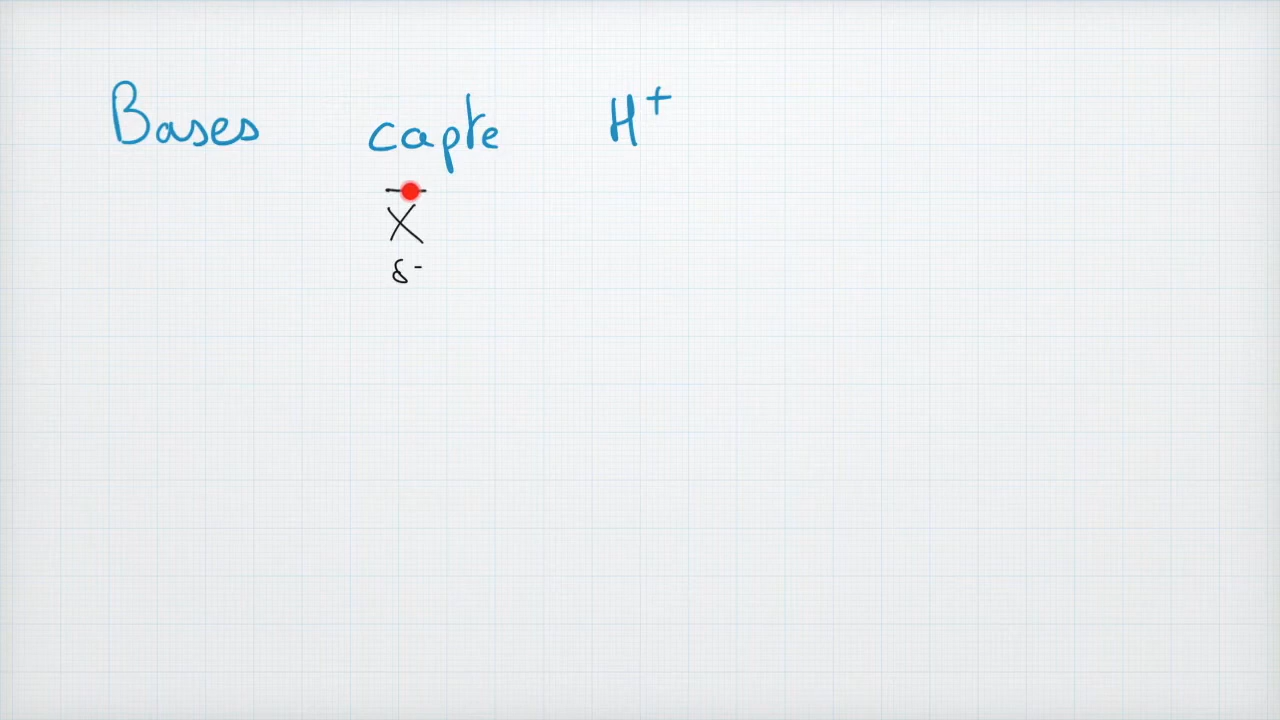 Bases capte H⁺
X
δ⁻